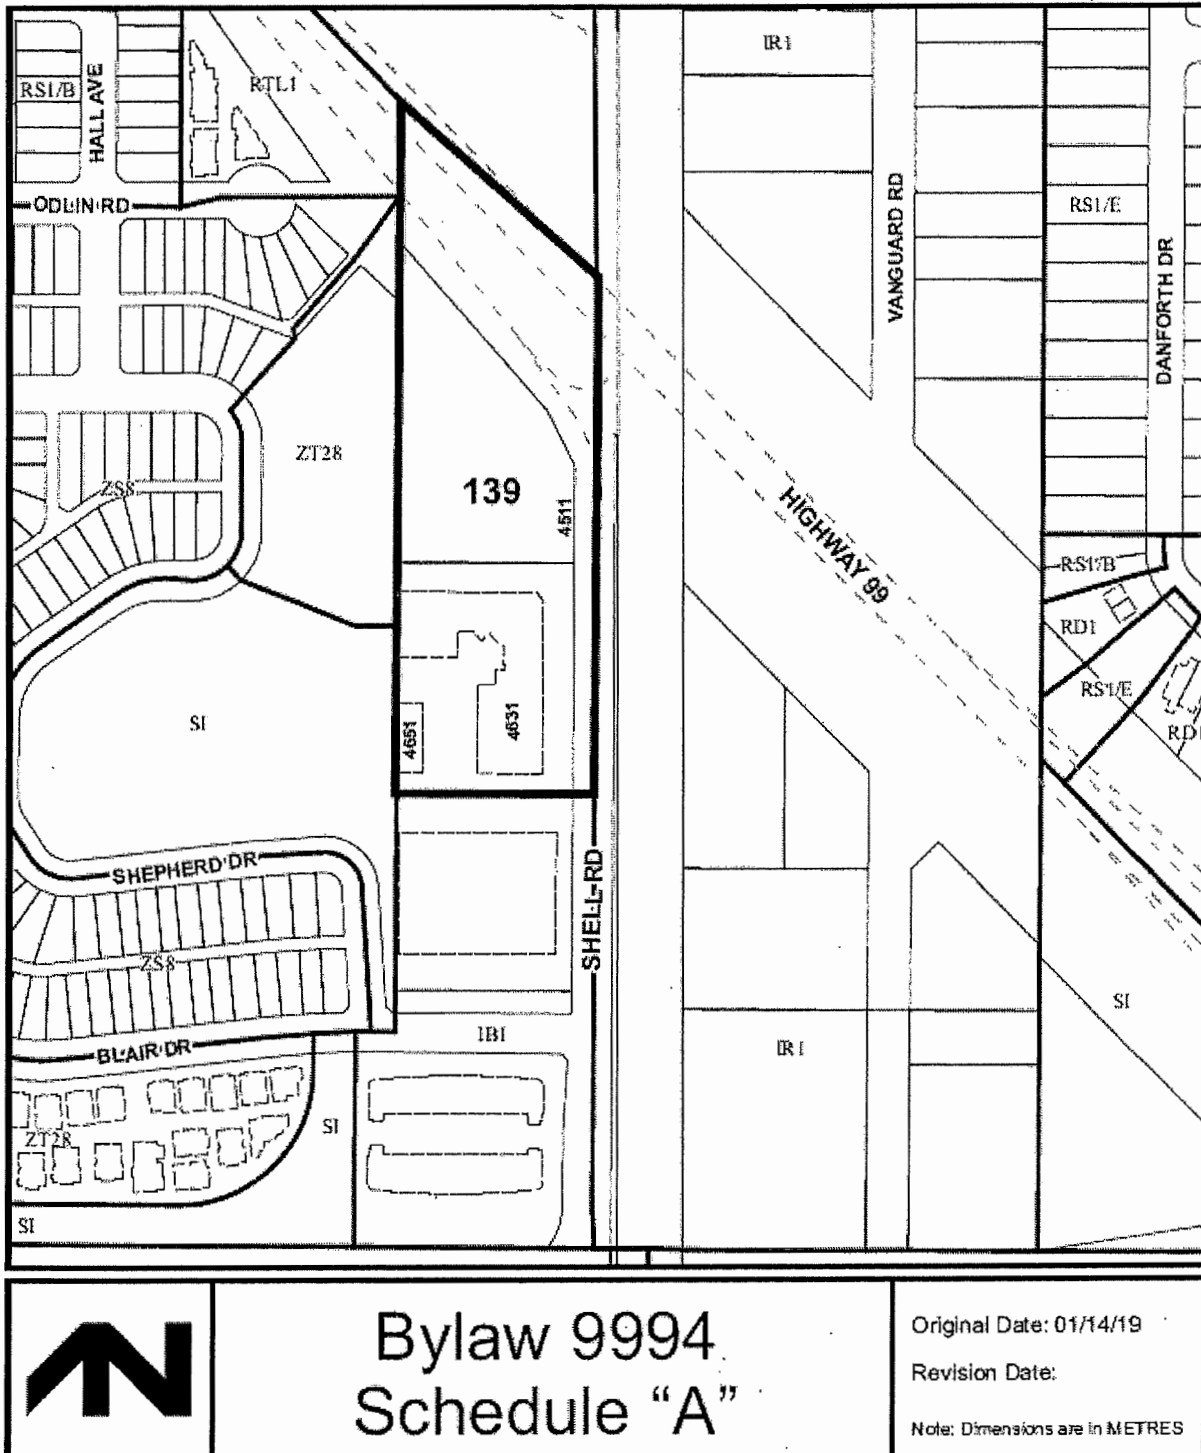 IR1
RS1/B
HALL AVE
RTL1
ODLIN RD
VANGUARD RD
RS1/E
DANFORTH DR
ZT28
139
4511
ZS8
HIGHWAY 99
RS1/B
RD1
RS1/E
RD
SI
4651
4631
SHEPHERD DR
SHELL RD
ZS8
SI
BLAIR DR
IB1
IR1
SI
ZT28
SI
Bylaw 9994
Schedule “A”
Original Date: 01/14/19
Revision Date:
Note: Dimensions are in METRES